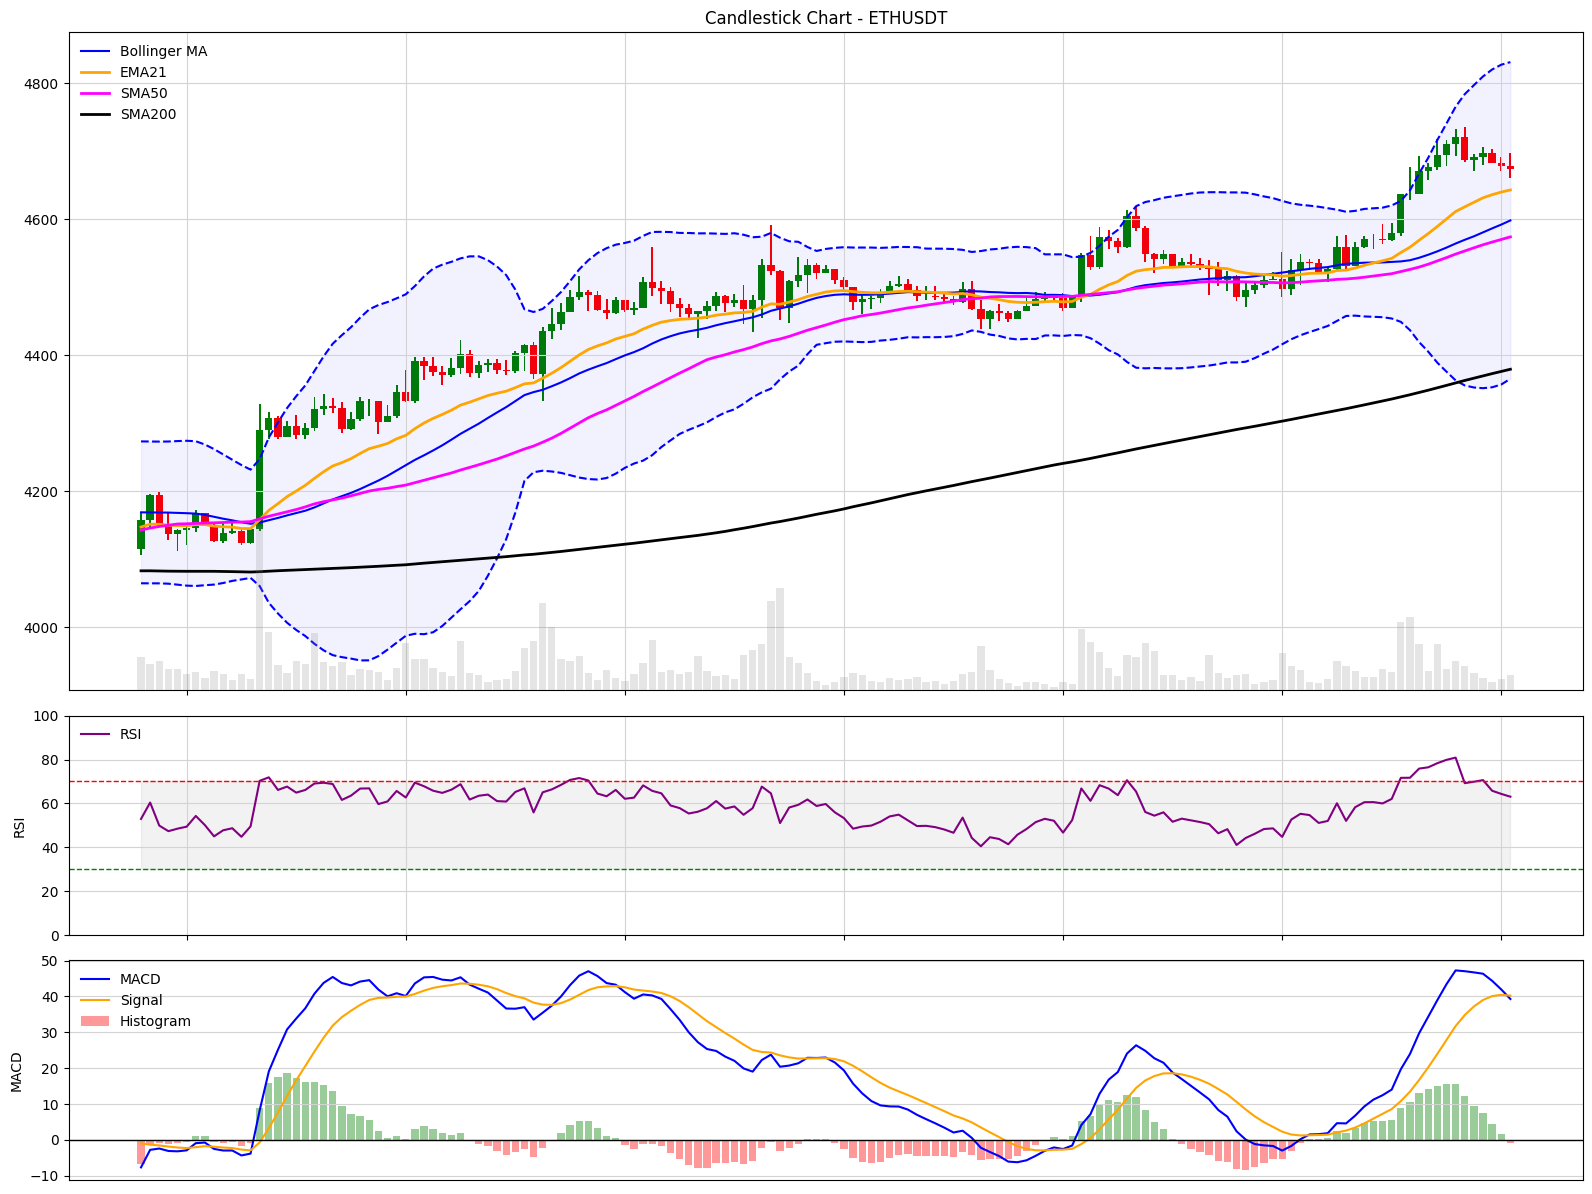 Candlestick Chart - ETHUSDT
Bollinger MA
EMA21
SMA50
SMA200
4800
4600
4400
4200
4000
RSI
100
80
60
40
20
0
RSI
MACD
Signal
Histogram
50
40
30
20
10
0
−10
MACD